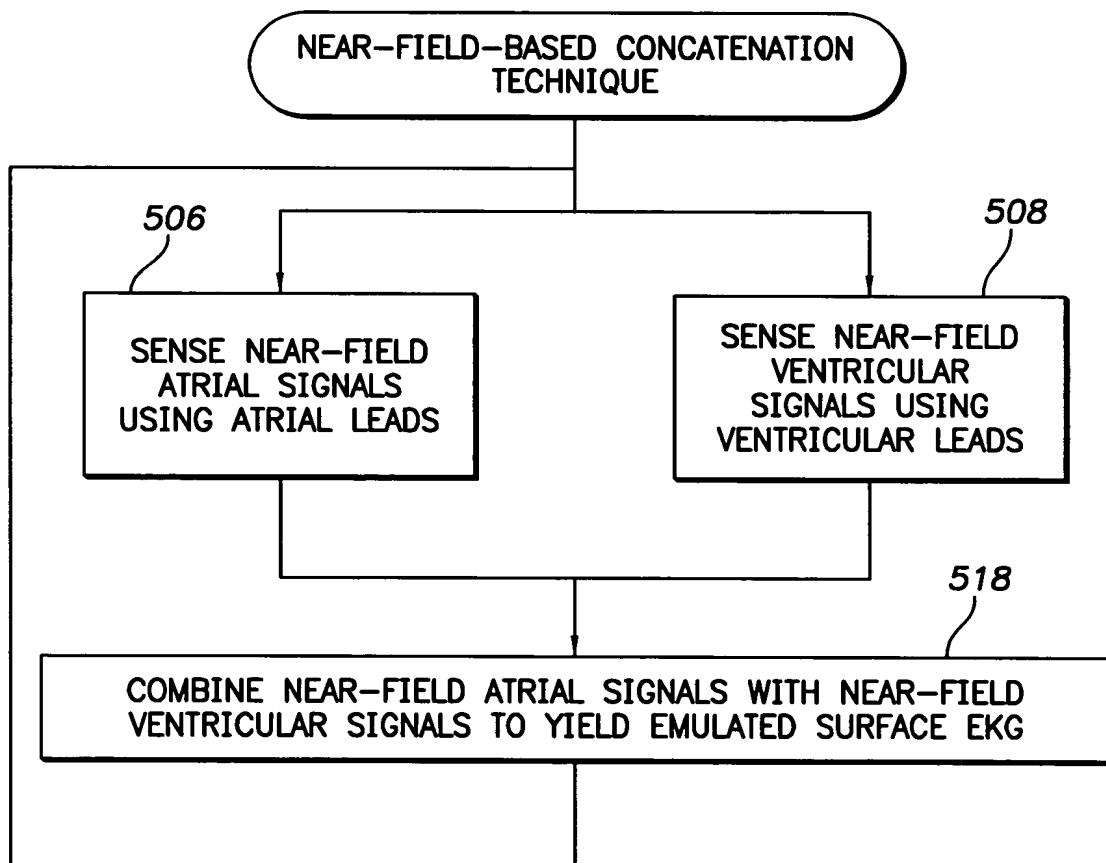 NEAR-FIELD-BASED CONCATENATION
TECHNIQUE
506
508
SENSE NEAR-FIELD
ATRIAL SIGNALS
USING ATRIAL LEADS
SENSE NEAR-FIELD
VENTRICULAR
SIGNALS USING
VENTRICULAR LEADS
518
COMBINE NEAR-FIELD ATRIAL SIGNALS WITH NEAR-FIELD
VENTRICULAR SIGNALS TO YIELD EMULATED SURFACE EKG